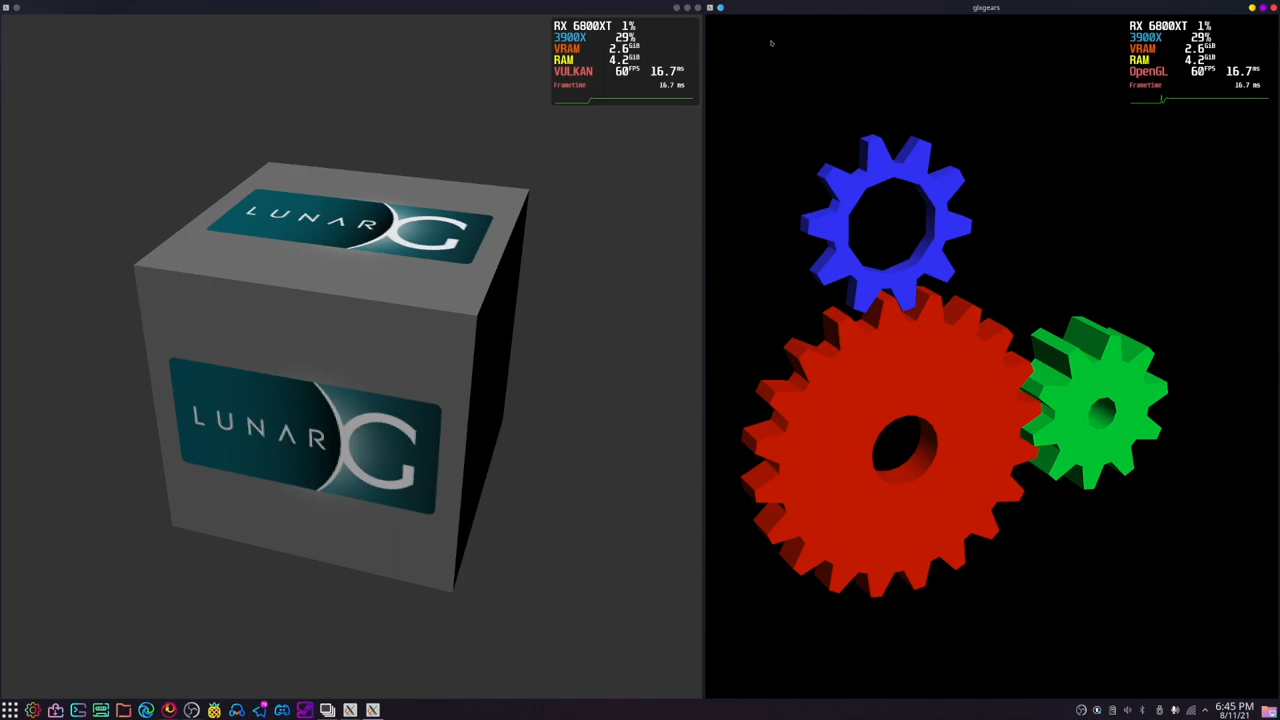 glxgears
RX 6800XT 1%
3900X 29%
VRAM 2.6GiB
RAM 4.2GiB
VULKAN 60FPS 16.7ms
Frametime 16.7 ms
RX 6800XT 1%
3900X 29%
VRAM 2.6GiB
RAM 4.2GiB
OpenGL 60FPS 16.7ms
Frametime 16.7 ms
LUNARG
LUNARG
6:45 PM
8/11/21